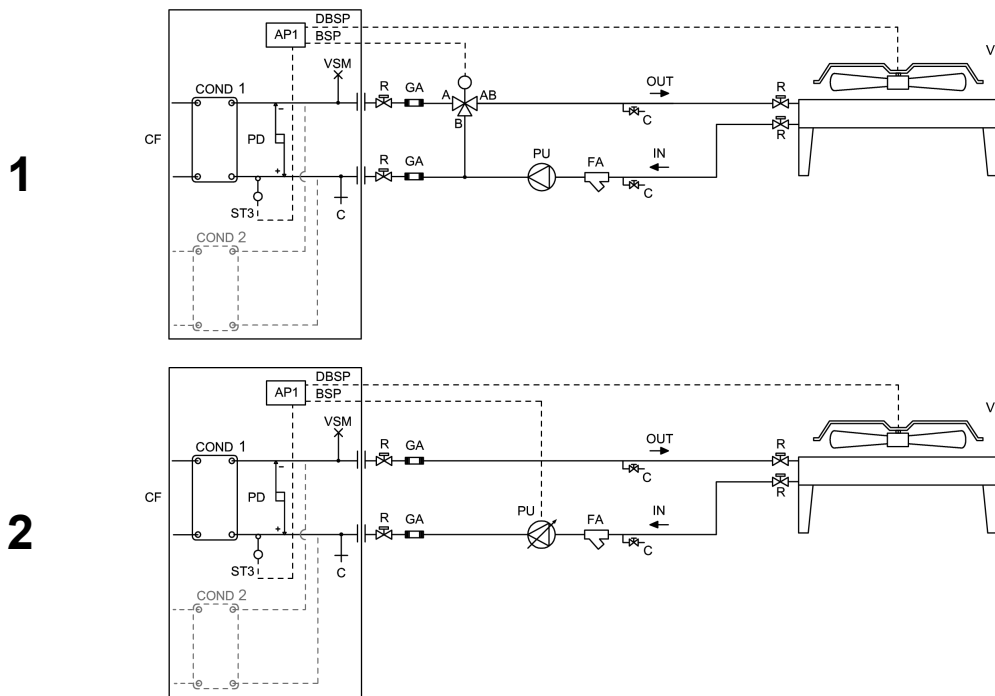 1
AP1
DBSP
BSP
VSM
V
COND 1
R
GA
A
AB
B
OUT
C
R
CF
PD
-
+
R
GA
PU
FA
IN
C
R
ST3
C
COND 2
2
AP1
DBSP
BSP
VSM
V
COND 1
R
GA
OUT
C
R
CF
PD
-
+
R
GA
PU
FA
IN
C
R
ST3
C
COND 2